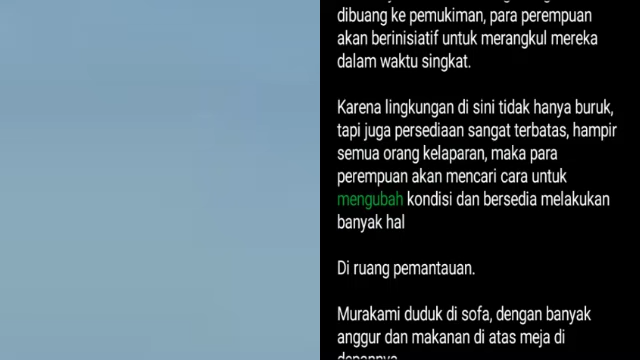 dibuang ke pemukiman, para perempuan
akan berinisiatif untuk merangkul mereka
dalam waktu singkat.
Karena lingkungan di sini tidak hanya buruk,
tapi juga persediaan sangat terbatas, hampir
semua orang kelaparan, maka para
perempuan akan mencari cara untuk
mengubah kondisi dan bersedia melakukan
banyak hal
Di ruang pemantauan.
Murakami duduk di sofa, dengan banyak
anggur dan makanan di atas meja di
depannya